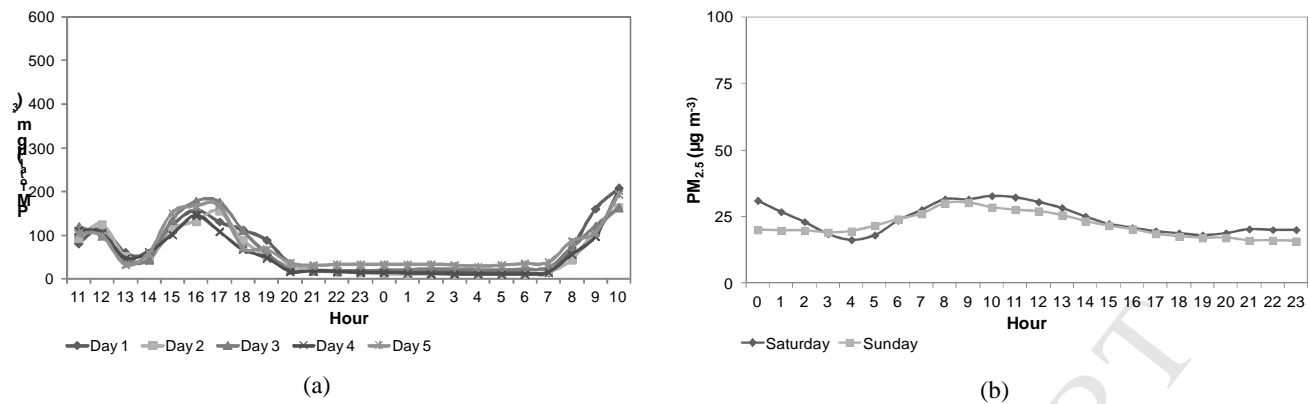 600
500
400
300
200
100
0
PM_Total (µg m⁻³)
11 12 13 14 15 16 17 18 19 20 21 22 23 0 1 2 3 4 5 6 7 8 9 10
Hour
Day 1 Day 2 Day 3 Day 4 Day 5
(a)
100
75
50
25
0
PM₂.₅ (µg m⁻³)
0 1 2 3 4 5 6 7 8 9 10 11 12 13 14 15 16 17 18 19 20 21 22 23
Hour
Saturday Sunday
(b)
PT